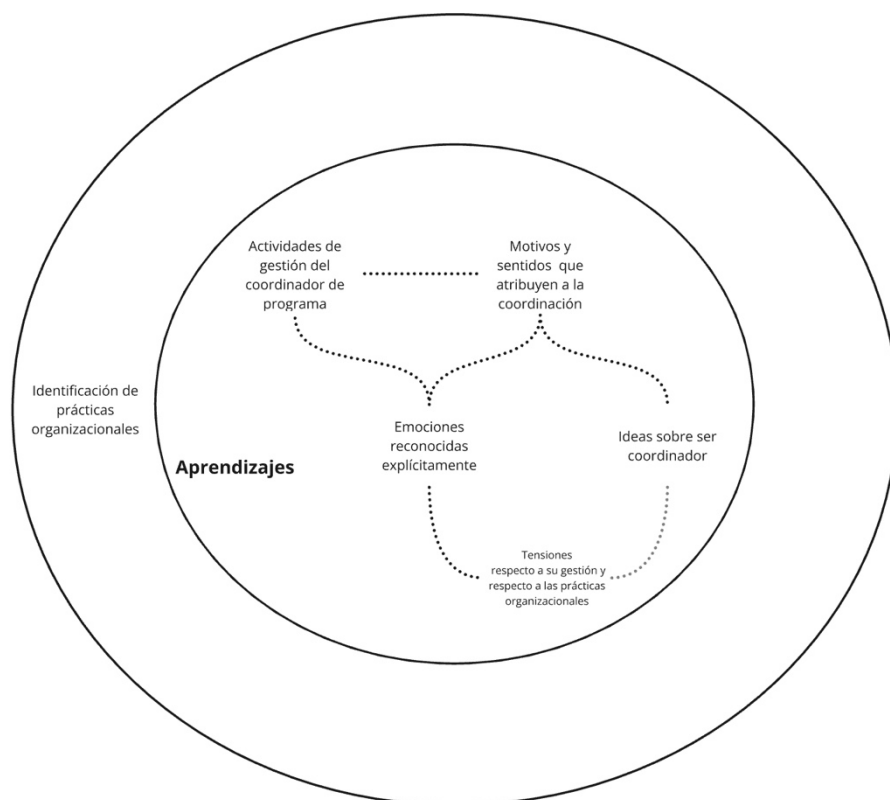 Actividades de
gestión del
coordinador de
programa
Motivos y
sentidos que
atribuyen a la
coordinación
Identificación de
prácticas
organizacionales
Aprendizajes
Emociones
reconocidas
explícitamente
Ideas sobre ser
coordinador
Tensiones
respecto a su gestión y
respecto a las prácticas
organizacionales